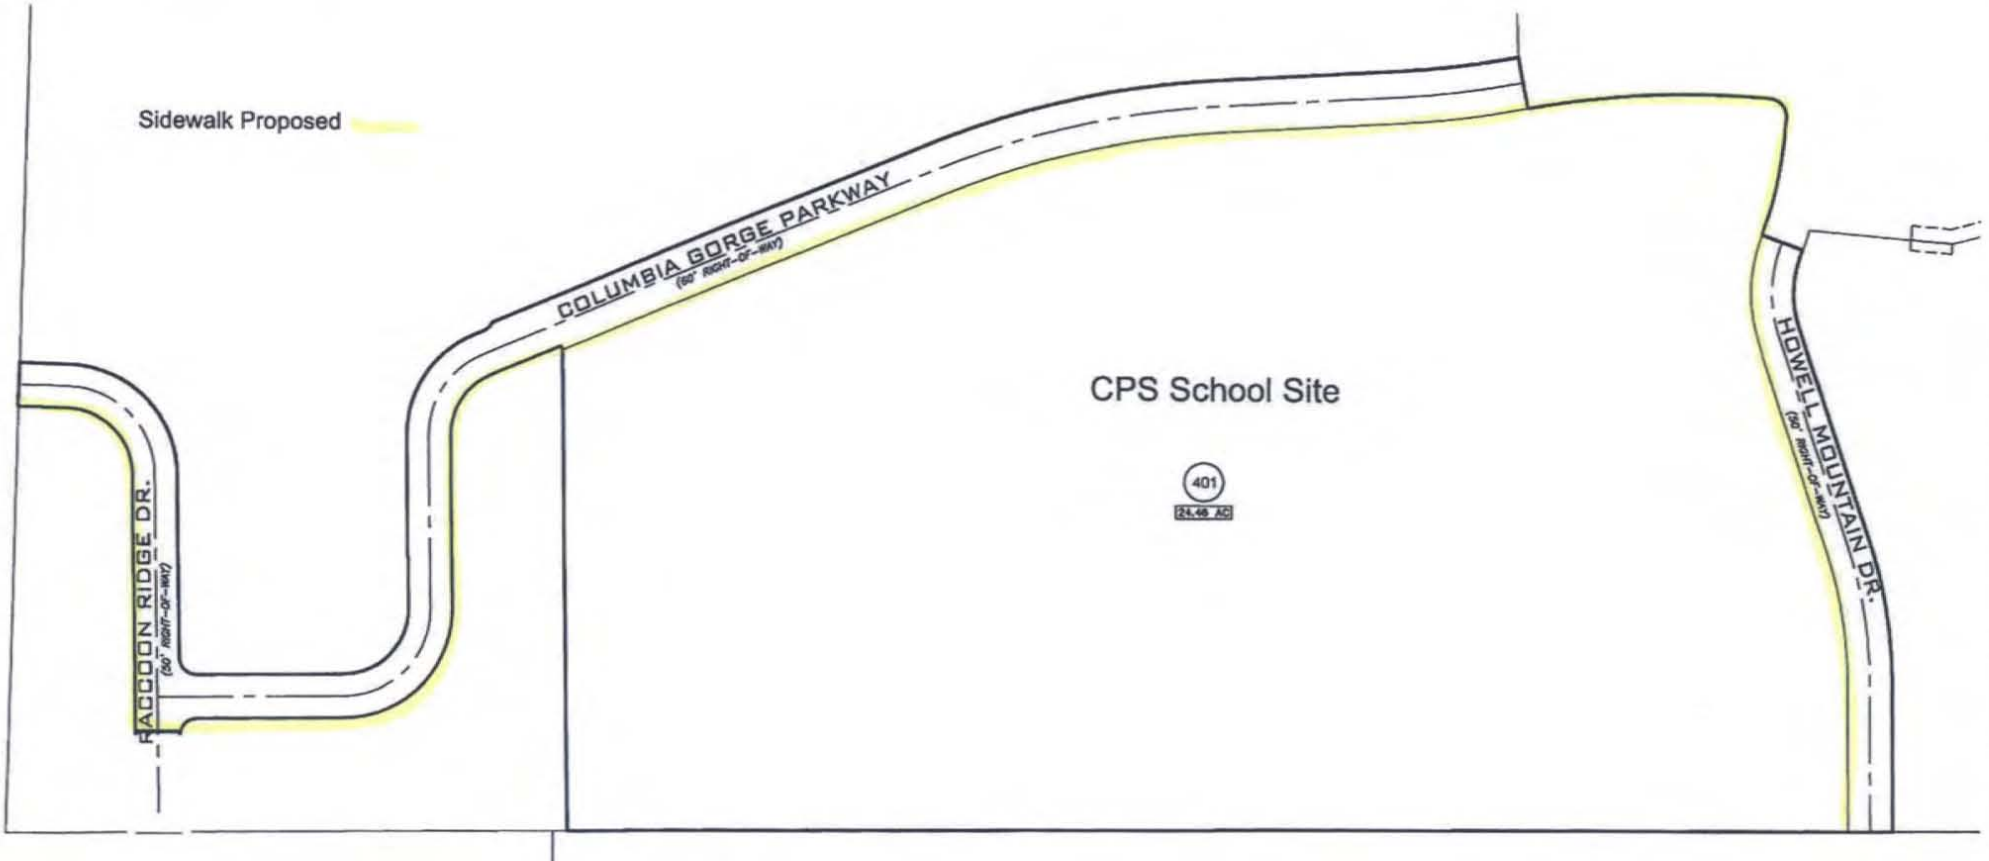 Sidewalk Proposed
COLUMBIA GORGE PARKWAY
(60' RIGHT-OF-WAY)
HOWELL MOUNTAIN DR.
(50' RIGHT-OF-WAY)
CPS School Site
401
24.46 AC
RACCOON RIDGE DR.
(50' RIGHT-OF-WAY)